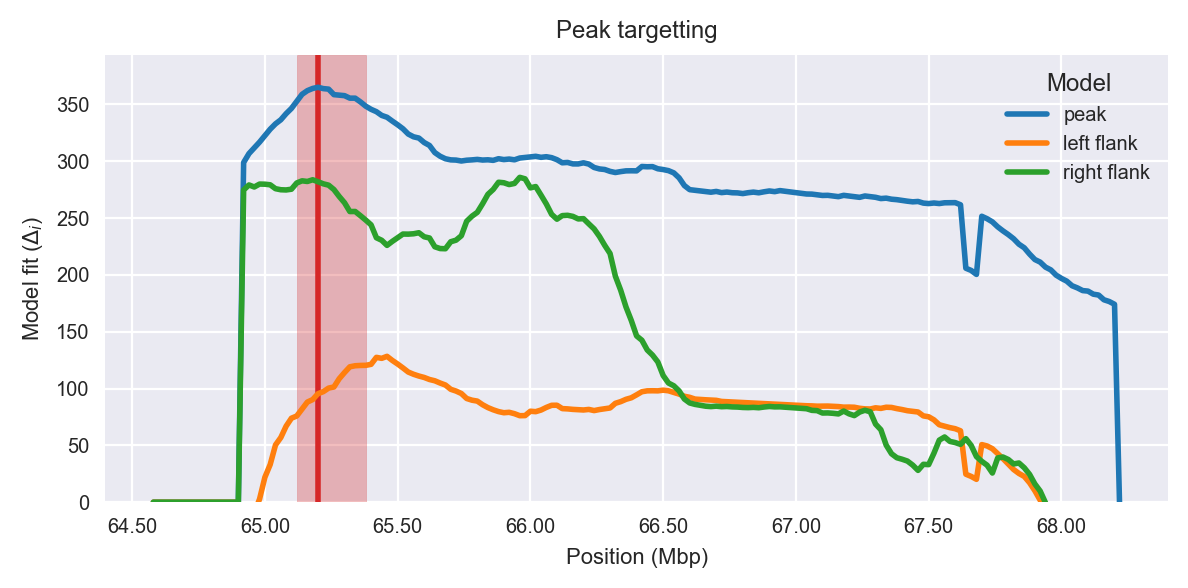 Peak targetting
Model fit (Δi)
350
300
250
200
150
100
50
0
Model
peak
left flank
right flank
64.50 65.00 65.50 66.00 66.50 67.00 67.50 68.00
Position (Mbp)